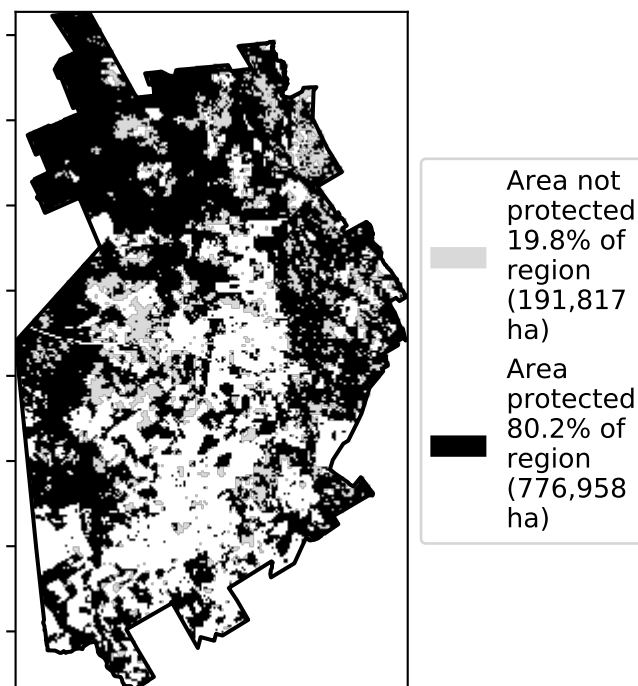 Area not
protected
19.8% of
region
(191,817
ha)
Area
protected
80.2% of
region
(776,958
ha)